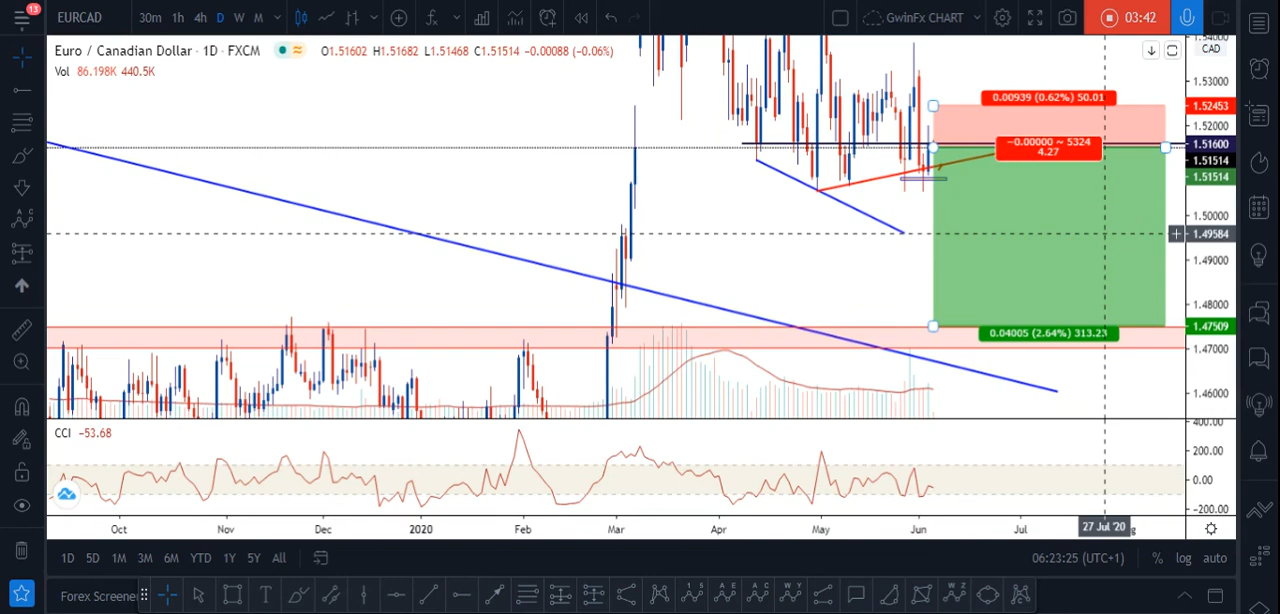 13
EURCAD
30m 1h 4h D W M
GwinFx CHART
03:42
Euro / Canadian Dollar · 1D · FXCM
O1.51602 H1.51682 L1.51468 C1.51514 −0.00088 (−0.06%)
Vol 86.198K 440.5K
1.54000
CAD
1.53000
0.00939 (0.62%) 50.01
1.52453
1.52000
−0.00000 ~ 5324
4.27
1.51600
1.51514
1.51514
1.50000
1.49584
1.49000
1.48000
0.04005 (2.64%) 313.23
1.47509
1.47000
1.46000
CCI −53.68
400.00
200.00
0.00
−200.00
Oct Nov Dec 2020 Feb Mar Apr May Jun Jul 27 Jul '20
1D 5D 1M 3M 6M YTD 1Y 5Y All
06:23:25 (UTC+1) % log auto
Forex Screener